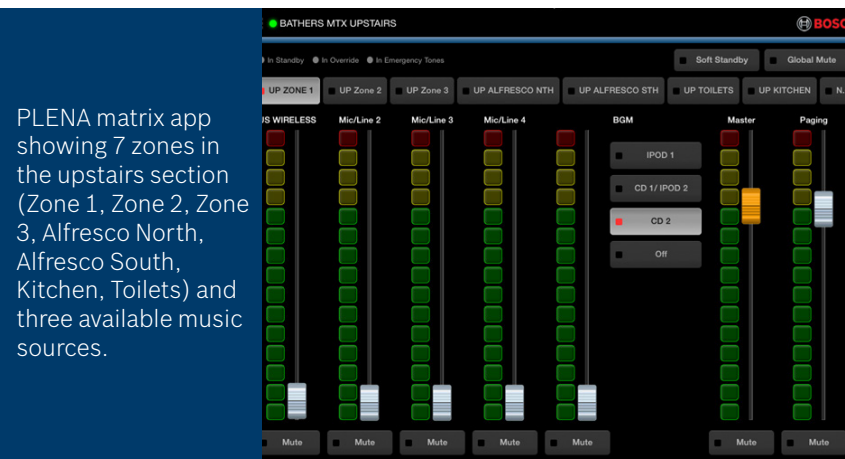 PLENA matrix app
showing 7 zones in
the upstairs section
(Zone 1, Zone 2, Zone
3, Alfresco North,
Alfresco South,
Kitchen, Toilets) and
three available music
sources.
BATHERS MTX UPSTAIRS
BOSC
In Standby In Override In Emergency Tones
Soft Standby Global Mute
UP ZONE 1 UP Zone 2 UP Zone 3 UP ALFRESCO NTH UP ALFRESCO STH UP TOILETS UP KITCHEN N.
IS WIRELESS Mic/Line 2 Mic/Line 3 Mic/Line 4 BGM Master Paging
IPOD 1
CD 1/ IPOD 2
CD 2
Off
Mute Mute Mute Mute Mute Mute Mute